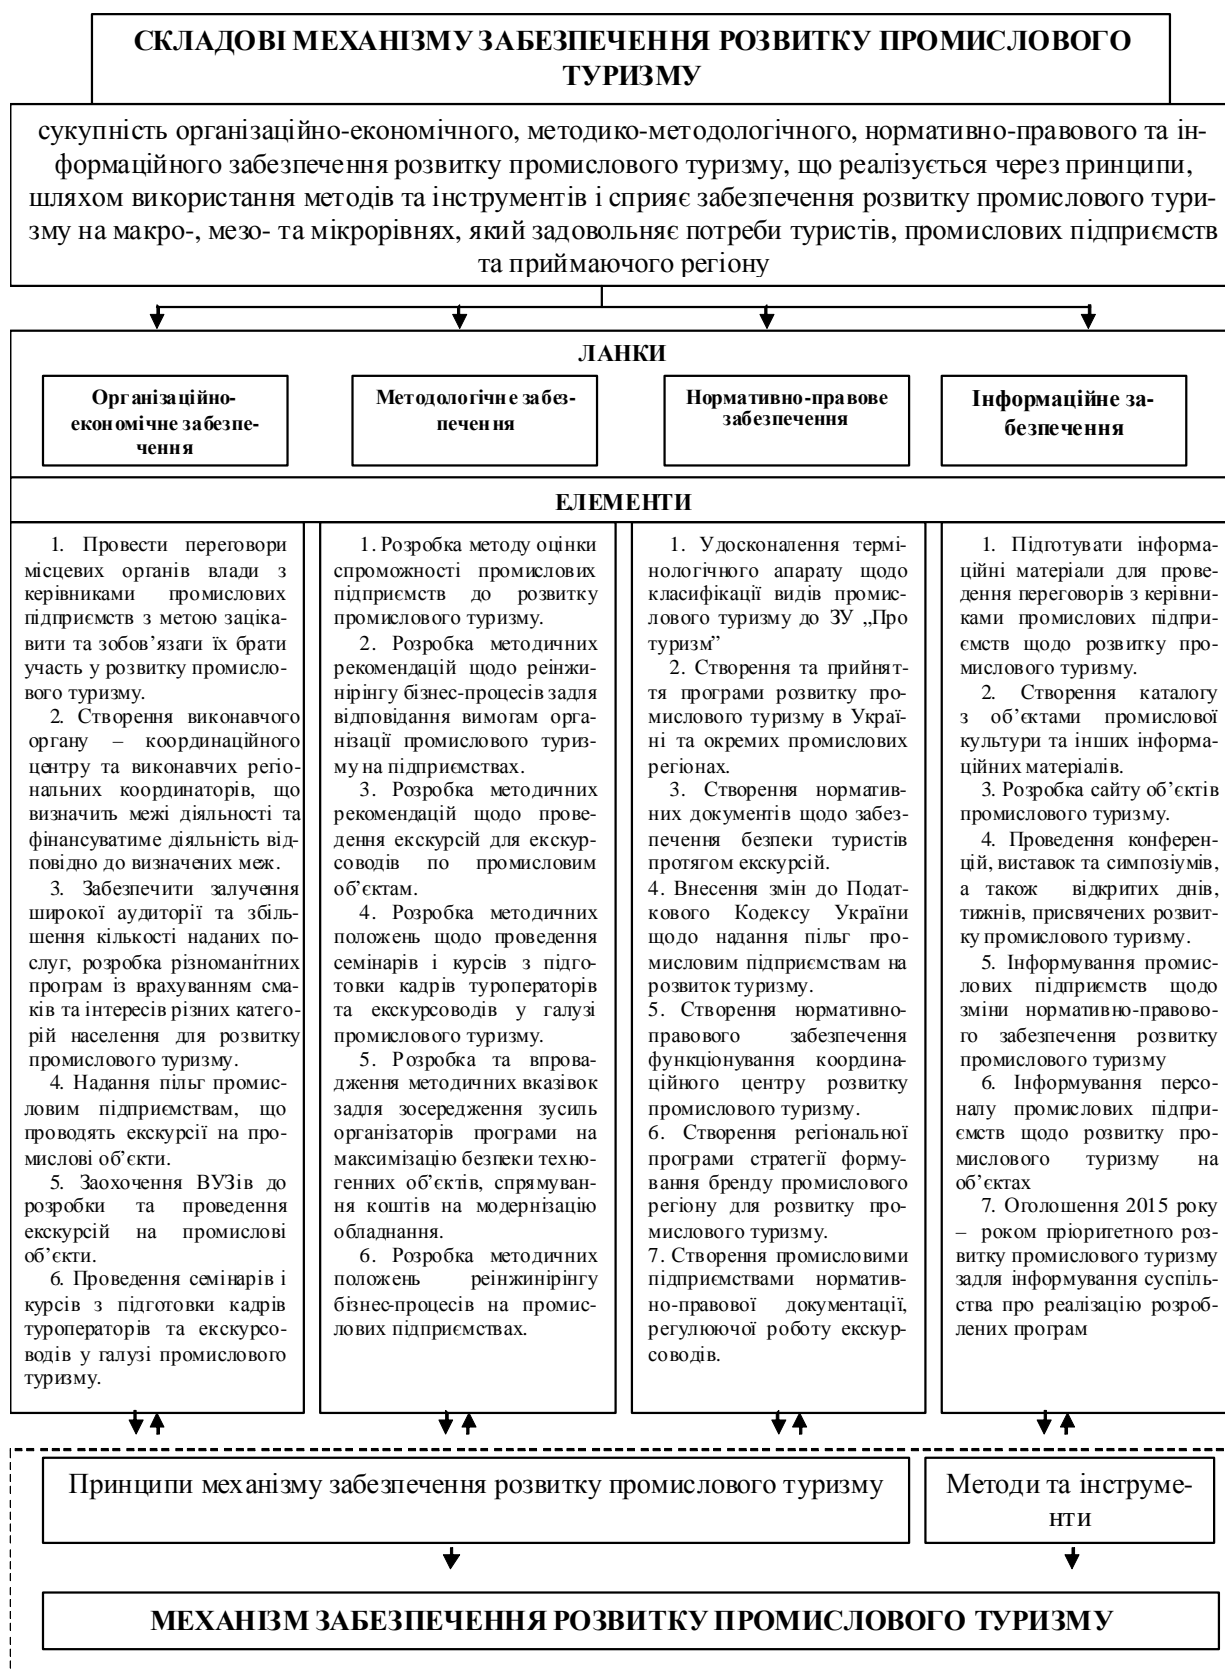 СКЛАДОВІ МЕХАНІЗМУ ЗАБЕЗПЕЧЕННЯ РОЗВИТКУ ПРОМИСЛОВОГО
ТУРИЗМУ
сукупність організаційно-економічного, методико-методологічного, нормативно-правового та ін-
формаційного забезпечення розвитку промислового туризму, що реалізується через принципи,
шляхом використання методів та інструментів і сприяє забезпечення розвитку промислового тури-
зму на макро-, мезо- та мікрорівнях, який задовольняє потреби туристів, промислових підприємств
та приймаючого регіону
ЛАНКИ
Організаційно-
економічне забезпе-
чення
Методологічне забез-
печення
Нормативно-правове
забезпечення
Інформаційне за-
безпечення
ЕЛЕМЕНТИ
1. Провести переговори
місцевих органів влади з
керівниками промислових
підприємств з метою заціка-
вити та зобов’язати їх брати
участь у розвитку промисло-
вого туризму.
2. Створення виконавчого
органу – координаційного
центру та виконавчих регіо-
нальних координаторів, що
визначить межі діяльності та
фінансуватиме діяльність від-
повідно до визначених меж.
3. Забезпечити залучення
широкої аудиторії та збіль-
шення кількості наданих по-
слуг, розробка різноманітних
програм із врахуванням сма-
ків та інтересів різних катего-
рій населення для розвитку
промислового туризму.
4. Надання пільг промис-
ловим підприємствам, що
проводять екскурсії на про-
мислові об’єкти.
5. Заохочення ВУЗів до
розробки та проведення
екскурсій на промислові
об’єкти.
6. Проведення семінарів і
курсів з підготовки кадрів
туроператорів та екскурсо-
водів у галузі промислового
туризму.
1. Розробка методу оцінки
спроможності промислових
підприємств до розвитку
промислового туризму.
2. Розробка методичних
рекомендацій щодо реінжи-
нірінгу бізнес-процесів задля
відповідання вимогам орга-
нізації промислового туриз-
му на підприємствах.
3. Розробка методичних
рекомендацій щодо прове-
дення екскурсій для екскур-
соводів по промисловим
об’єктам.
4. Розробка методичних
положень щодо проведення
семінарів і курсів з підго-
товки кадрів туроператорів
та екскурсоводів у галузі
промислового туризму.
5. Розробка та впрова-
дження методичних вказівок
задля зосередження зусиль
організаторів програми на
максимізацію безпеки техно-
генних об’єктів, спрямуван-
ня коштів на модернізацію
обладнання.
6. Розробка методичних
положень реінжинірінгу
бізнес-процесів на промис-
лових підприємствах.
1. Удосконалення термі-
нологічного апарату щодо
класифікації видів промис-
лового туризму до ЗУ „Про
туризм”
2. Створення та прийнят-
тя програми розвитку про-
мислового туризму в Украї-
ні та окремих промислових
регіонах.
3. Створення норматив-
них документів щодо забез-
печення безпеки туристів
протягом екскурсій.
4. Внесення змін до Подат-
кового Кодексу України
щодо надання пільг про-
мисловим підприємствам на
розвиток туризму.
5. Створення нормативно-
правового забезпечення
функціонування координа-
ційного центру розвитку
промислового туризму.
6. Створення регіональної
програми стратегії форму-
вання бренду промислового
регіону для розвитку про-
мислового туризму.
7. Створення промисловими
підприємствами норматив-
но-правової документації,
регулюючої роботу екскур-
соводів.
1. Підготувати інформа-
ційні матеріали для прове-
дення переговорів з керівни-
ками промислових підпри-
ємств щодо розвитку про-
мислового туризму.
2. Створення каталогу
з об’єктами промислової
культури та інших інформа-
ційних матеріалів.
3. Розробка сайту об’єктів
промислового туризму.
4. Проведення конферен-
цій, виставок та симпозіумів,
а також відкритих днів,
тижнів, присвячених розвит-
ку промислового туризму.
5. Інформування промис-
лових підприємств щодо
зміни нормативно-правово-
го забезпечення розвитку
промислового туризму
6. Інформування персо-
налу промислових підпри-
ємств щодо розвитку про-
мислового туризму на
об’єктах
7. Оголошення 2015 року
– роком пріоритетного роз-
витку промислового туризму
задля інформування суспіль-
ства про реалізацію розроб-
лених програм
Принципи механізму забезпечення розвитку промислового туризму
Методи та інструме-
нти
МЕХАНІЗМ ЗАБЕЗПЕЧЕННЯ РОЗВИТКУ ПРОМИСЛОВОГО ТУРИЗМУ